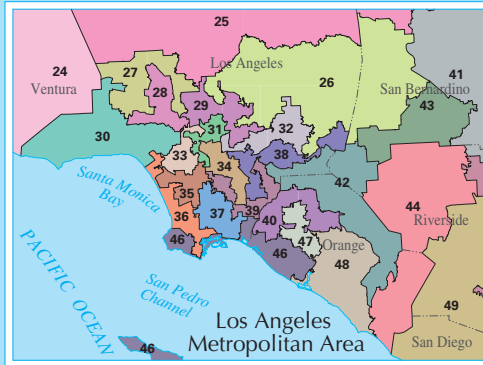 25
24
Ventura
27
Los Angeles
26
41
San Bernardino
28
29
43
30
31
32
33
34
38
Santa Monica
Bay
35
42
36
37
39
40
44
Riverside
46
47
Orange
46
48
PACIFIC OCEAN
San Pedro
Channel
49
Los Angeles
Metropolitan Area
San Diego
46